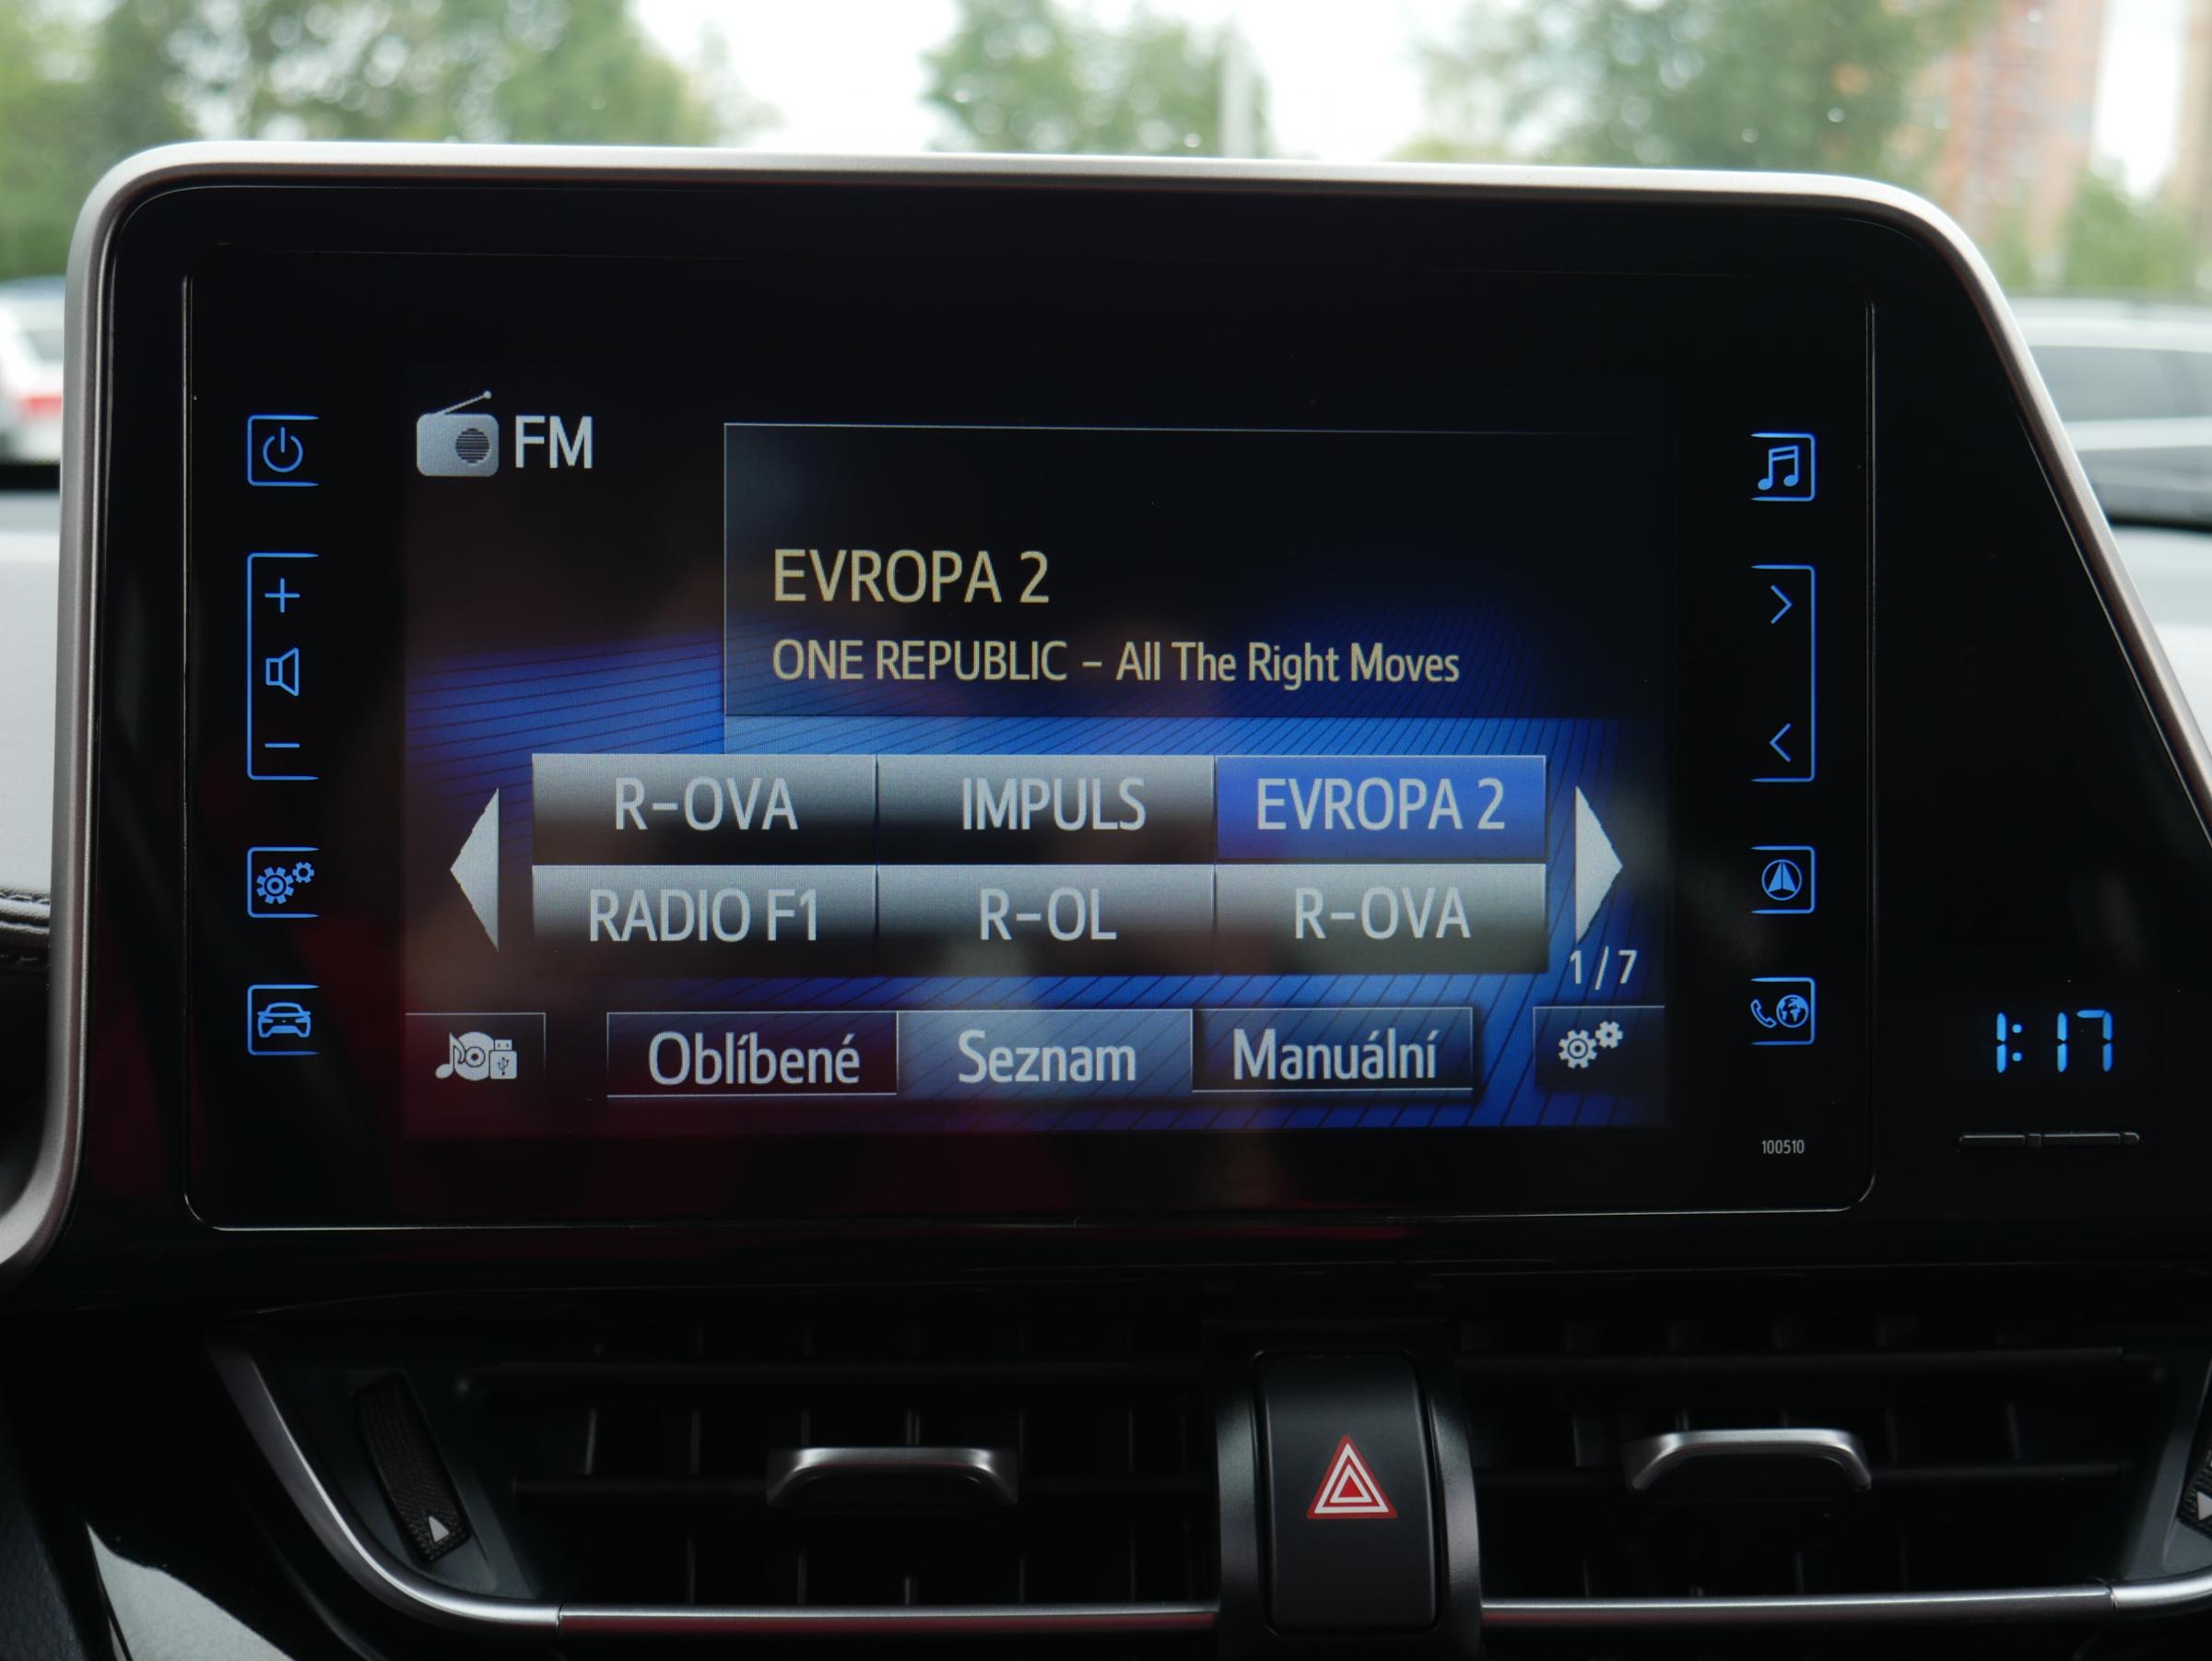 FM
EVROPA 2
ONE REPUBLIC - All The Right Moves
R-OVA IMPULS EVROPA 2
RADIO F1 R-OL R-OVA
1 / 7
Oblíbené Seznam Manuální
100510
1:17